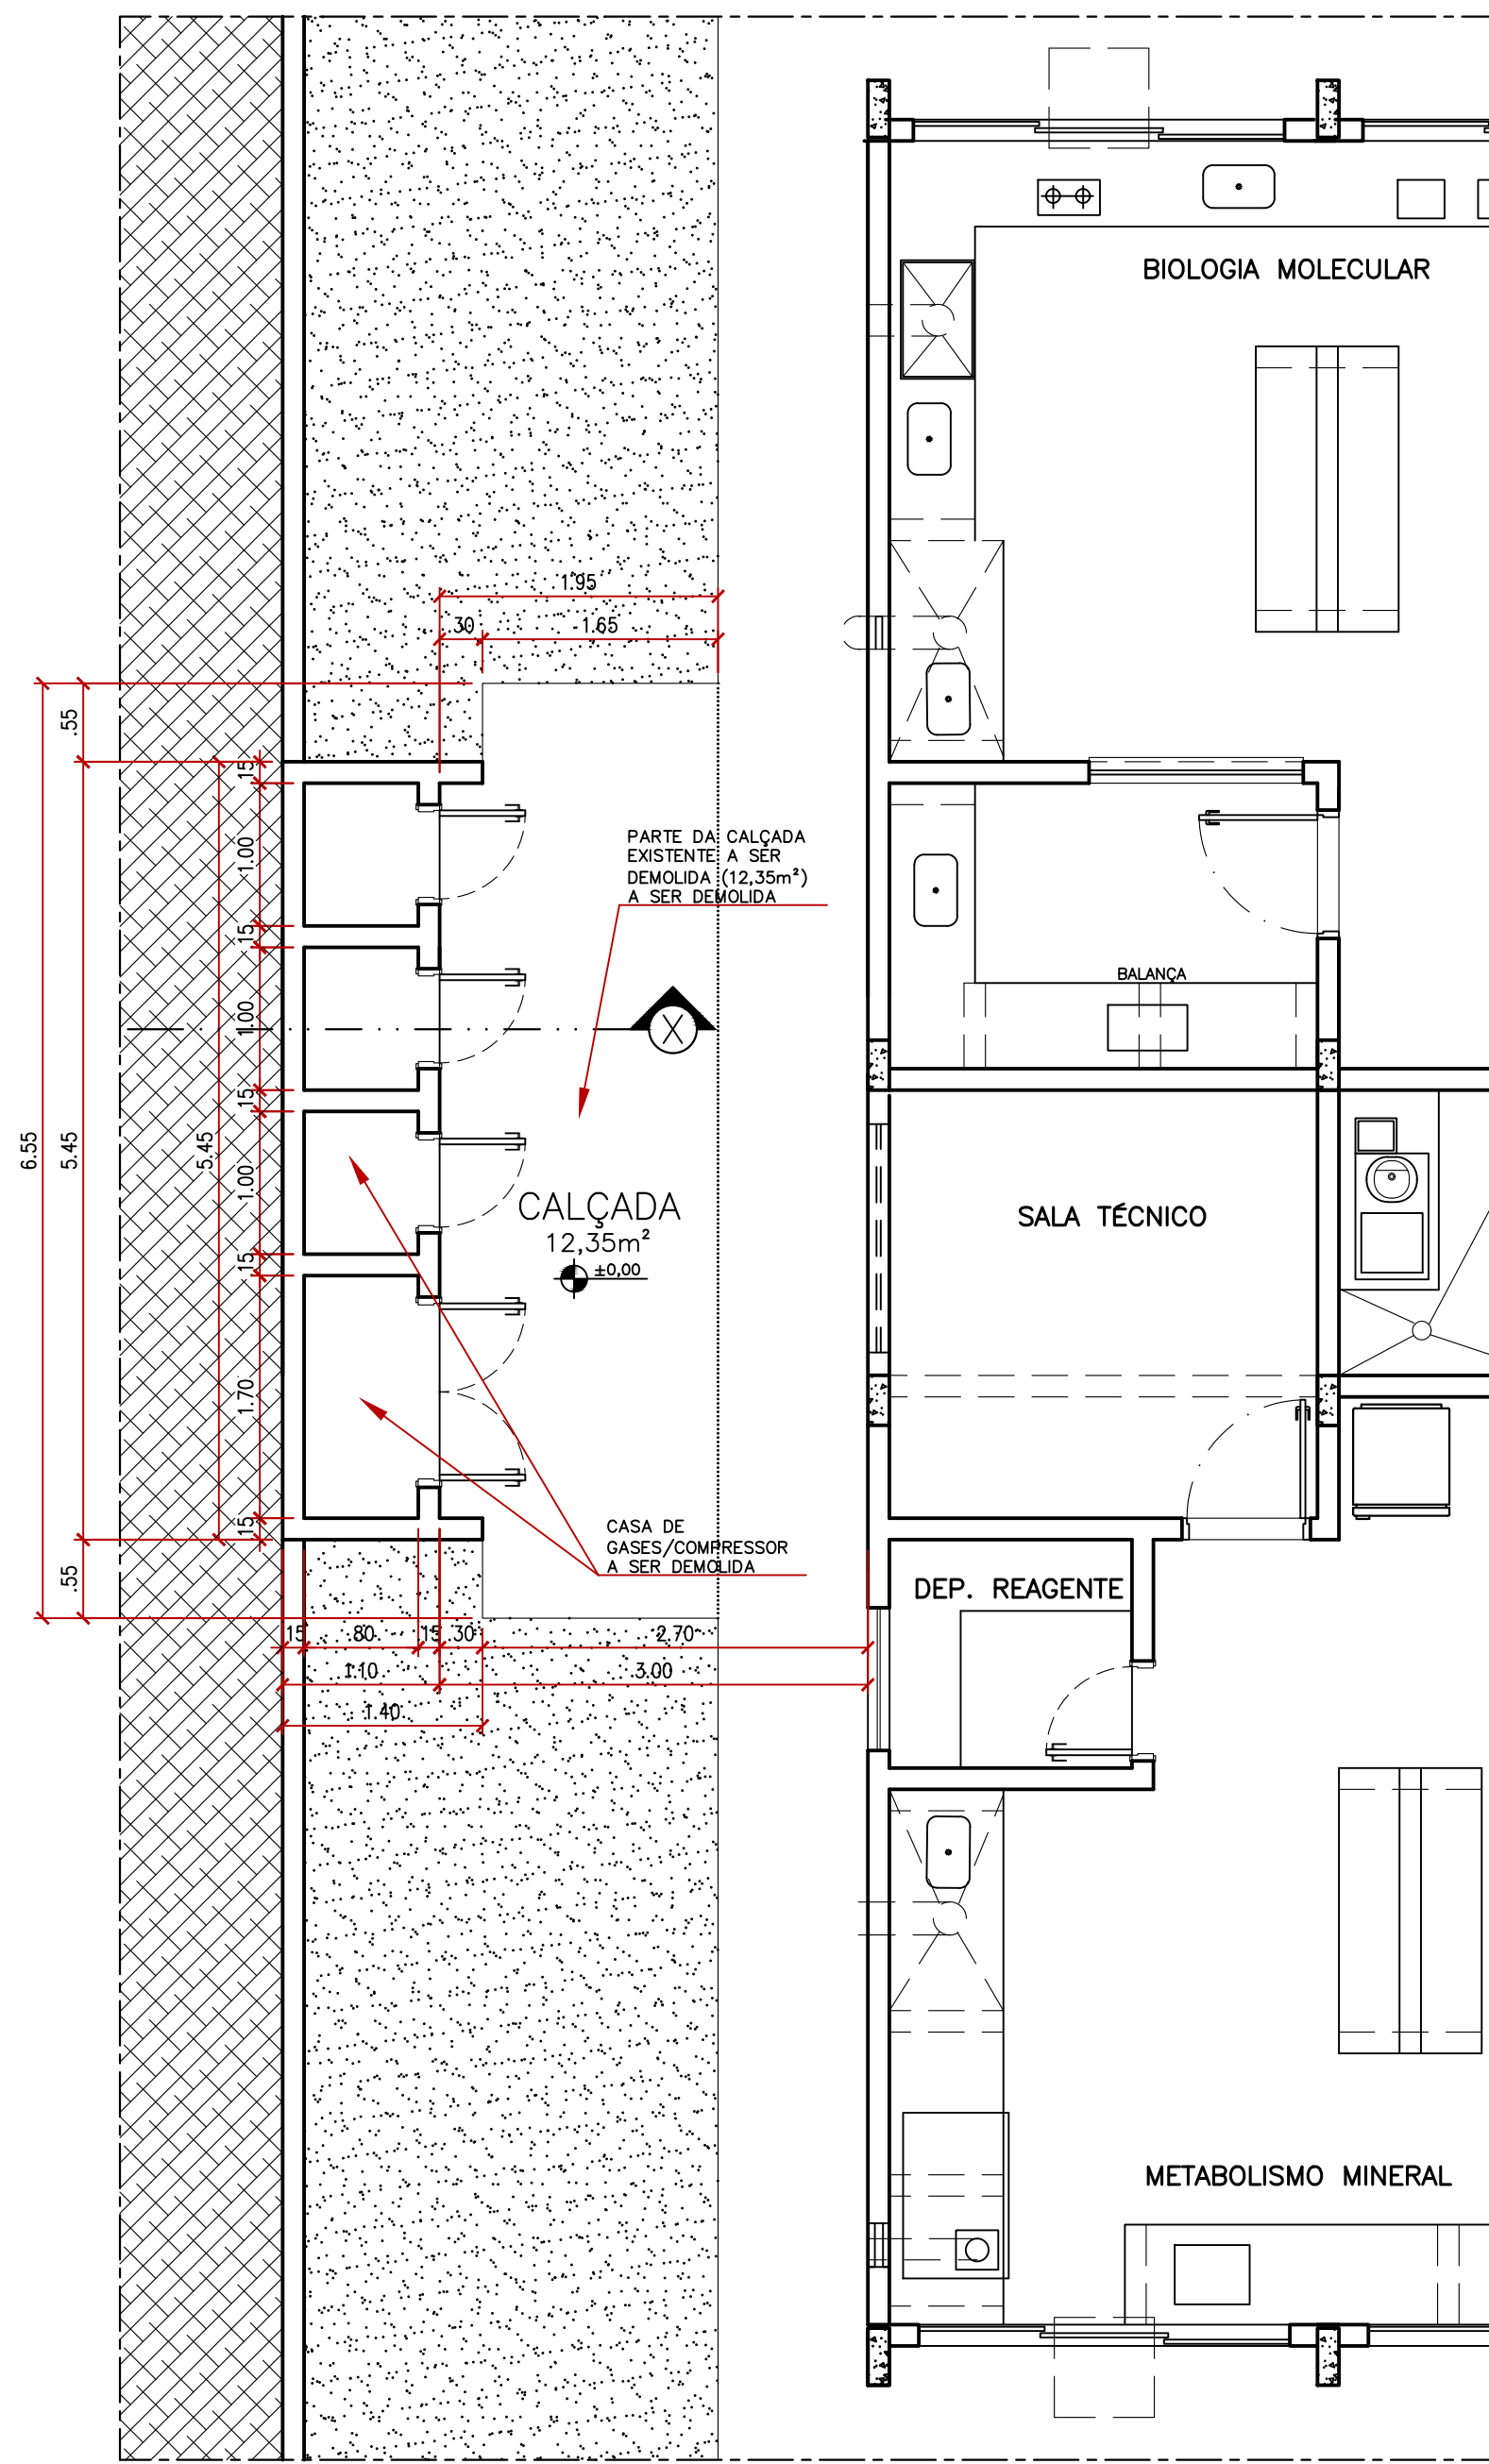 BIOLOGIA MOLECULAR
1.95
.30
1.65
.55
15
1.00
15
1.00
15
1.00
15
1.70
15
5.45
5.45
6.55
.55
PARTE DA CALÇADA
EXISTENTE A SER
DEMOLIDA (12,35m²)
A SER DEMOLIDA
BALANÇA
X
CALÇADA
12,35m²
±0,00
SALA TÉCNICO
CASA DE
GASES/COMPRESSOR
A SER DEMOLIDA
DEP. REAGENTE
15 .80 .15 .30 2.70
1.10 3.00
1.40
METABOLISMO MINERAL